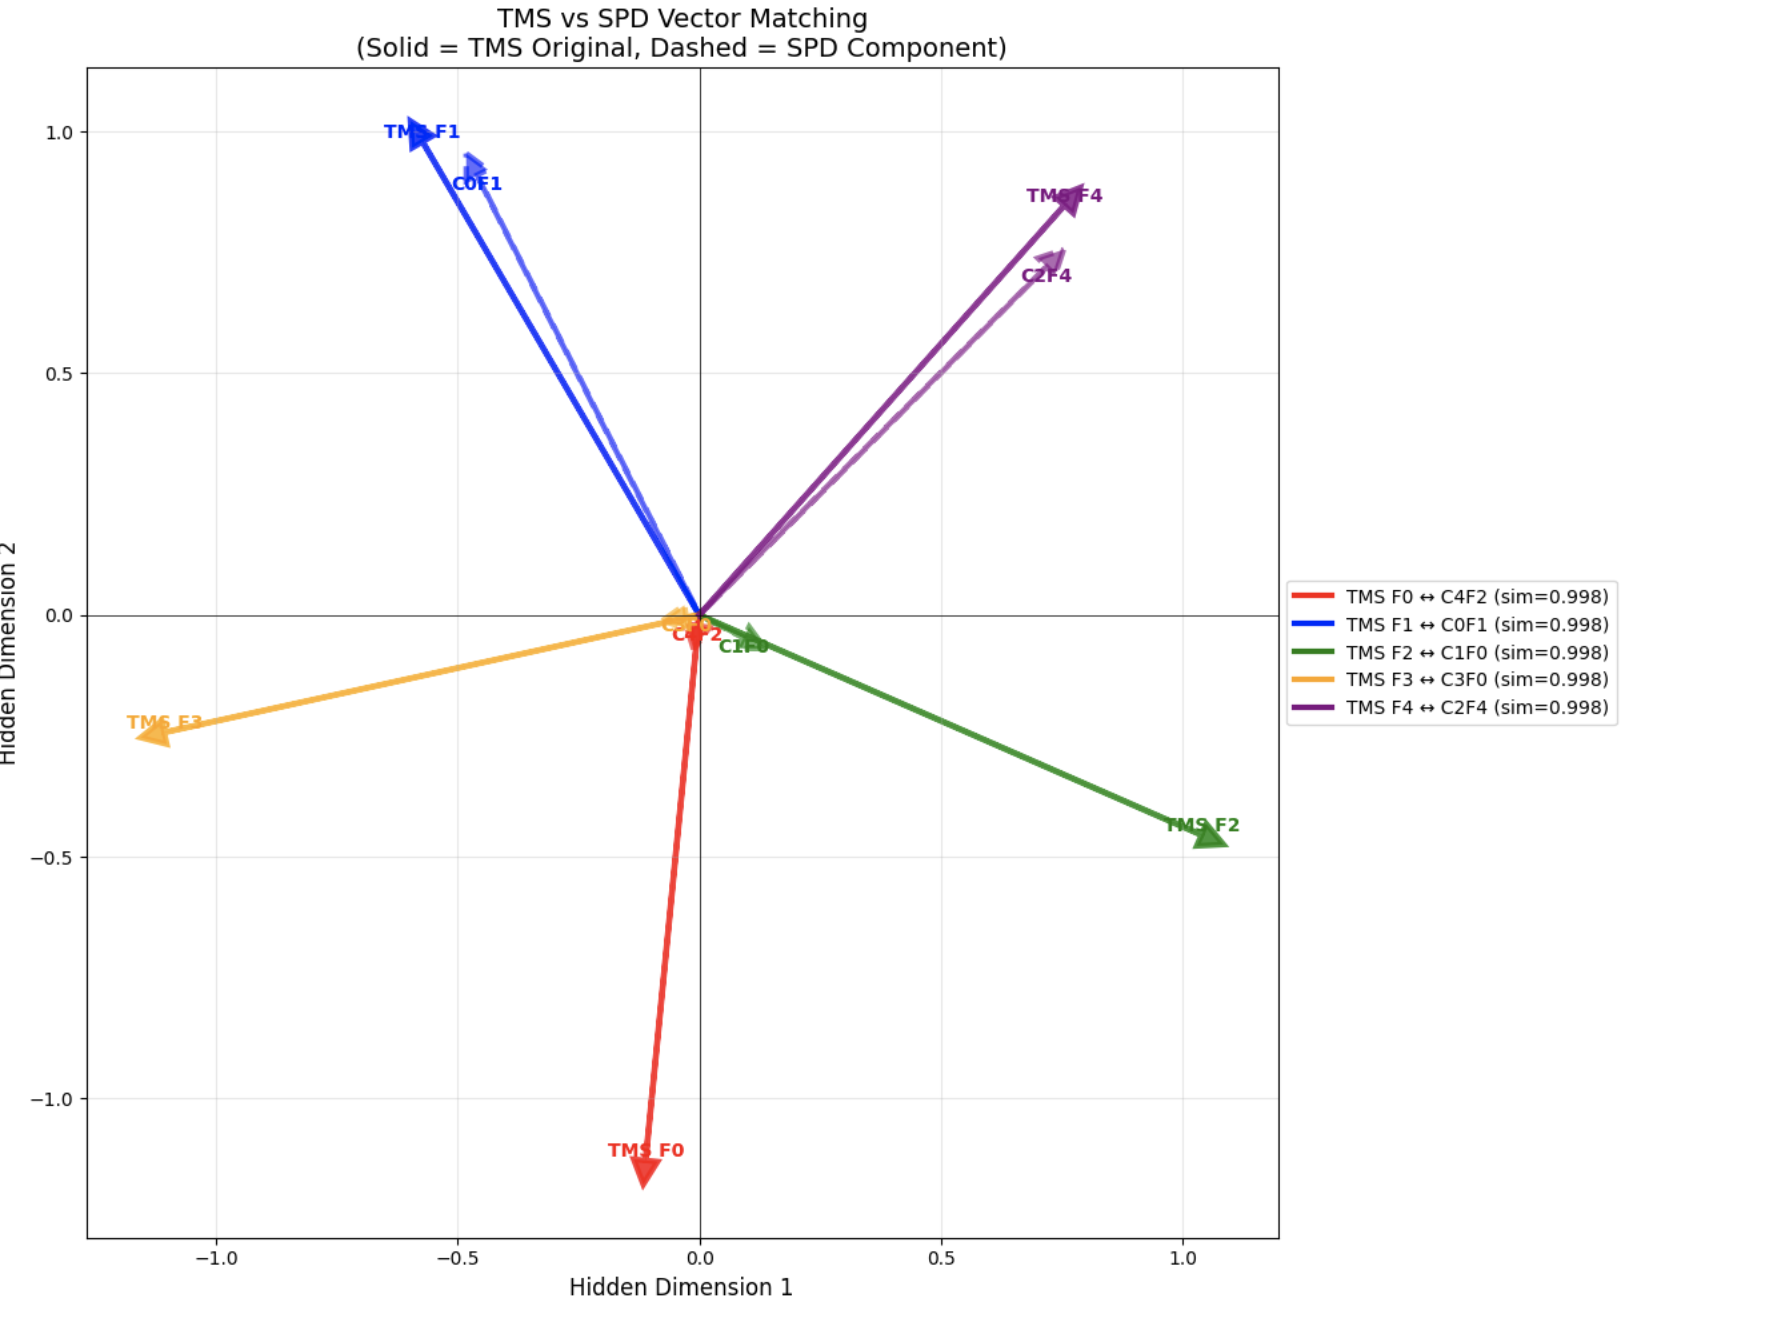 TMS vs SPD Vector Matching
(Solid = TMS Original, Dashed = SPD Component)
TMS F1
C0F1
TMS F4
C2F4
C3F0
C4F2
C1F0
TMS F3
TMS F2
TMS F0
1.0
0.5
0.0
−0.5
−1.0
Hidden Dimension 2
−1.0
−0.5
0.0
0.5
1.0
Hidden Dimension 1
TMS F0 ↔ C4F2 (sim=0.998)
TMS F1 ↔ C0F1 (sim=0.998)
TMS F2 ↔ C1F0 (sim=0.998)
TMS F3 ↔ C3F0 (sim=0.998)
TMS F4 ↔ C2F4 (sim=0.998)